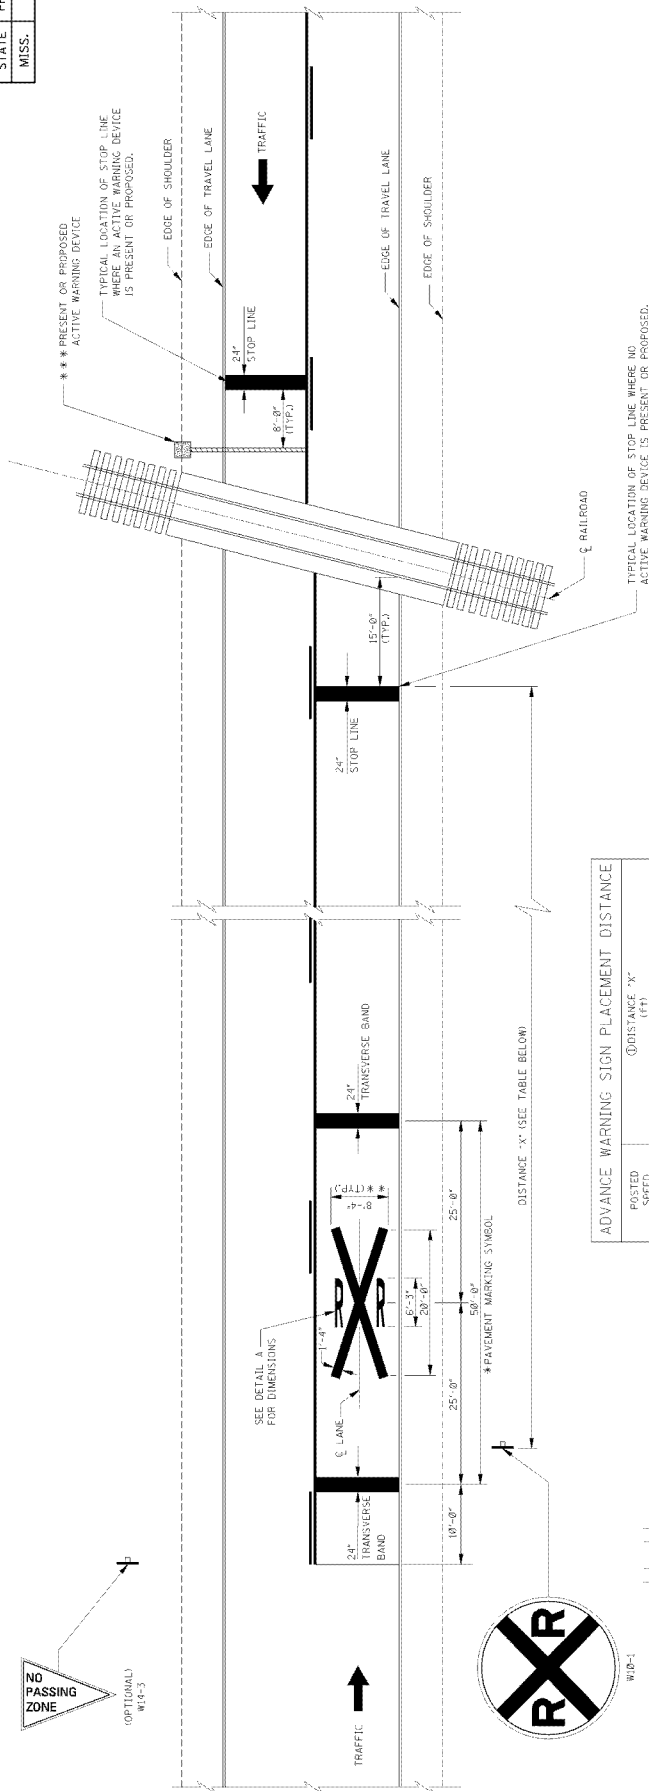 STATE
MISS.
* * * PRESENT OR PROPOSED
ACTIVE WARNING DEVICE
TYPICAL LOCATION OF STOP LINE
WHERE AN ACTIVE WARNING DEVICE
IS PRESENT OR PROPOSED.
EDGE OF SHOULDER
EDGE OF TRAVEL LANE
TRAFFIC
24"
STOP LINE
8'-0"
(TYP.)
EDGE OF TRAVEL LANE
EDGE OF SHOULDER
℄ RAILROAD
TYPICAL LOCATION OF STOP LINE WHERE NO
ACTIVE WARNING DEVICE IS PRESENT OR PROPOSED.
15'-0"
(TYP.)
24"
STOP LINE
24"
TRANSVERSE BAND
SEE DETAIL A
FOR DIMENSIONS
1'-4"
℄ LANE
R
R
8'-4"
* *(TYP.)
6'-3"
20'-0"
25'-0"
25'-0"
50'-0"
*PAVEMENT MARKING SYMBOL
DISTANCE "X" (SEE TABLE BELOW)
24"
TRANSVERSE
BAND
10'-0"
NO
PASSING
ZONE
(OPTIONAL)
W14-3
TRAFFIC
R R
W10-1
ADVANCE WARNING SIGN PLACEMENT DISTANCE
POSTED
SPEED
①DISTANCE "X"
(ft)